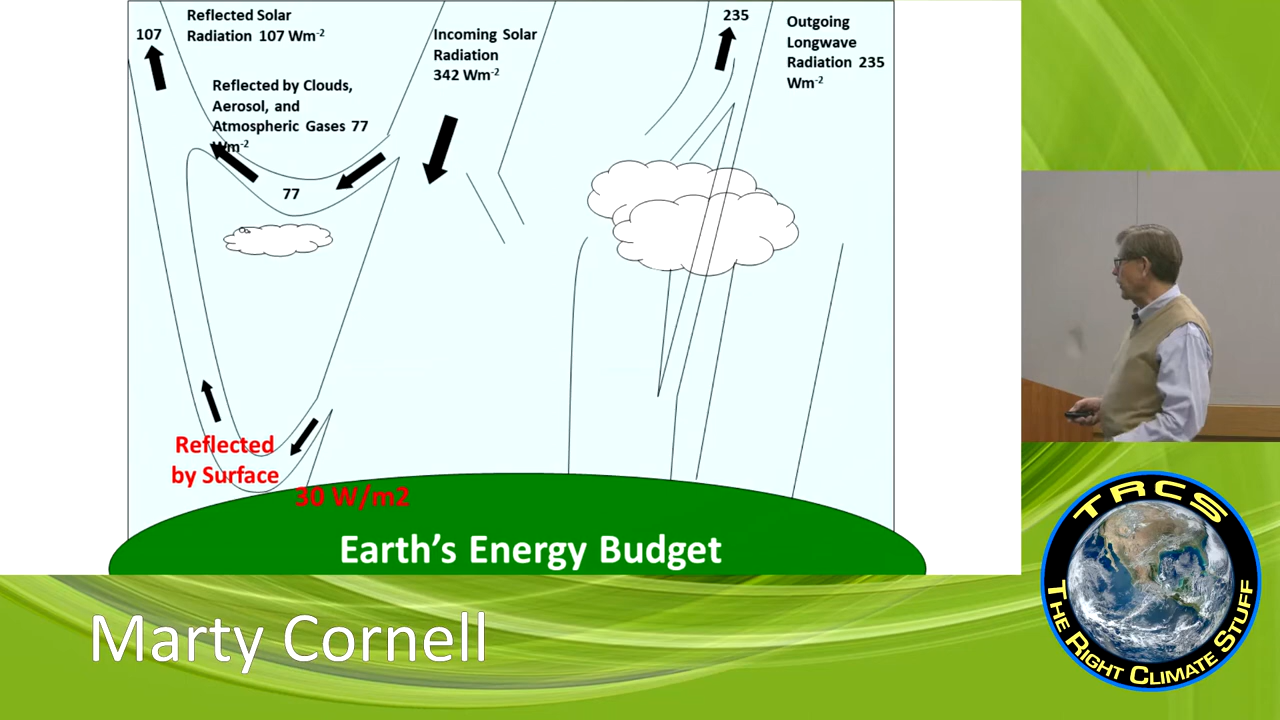 107
Reflected Solar
Radiation 107 Wm-2
Reflected by Clouds,
Aerosol, and
Atmospheric Gases 77
Wm-2
77
Incoming Solar
Radiation
342 Wm-2
235
Outgoing
Longwave
Radiation 235
Wm-2
Reflected
by Surface
30 W/m2
Earth's Energy Budget
Marty Cornell
TRCS
THE RIGHT CLIMATE STUFF